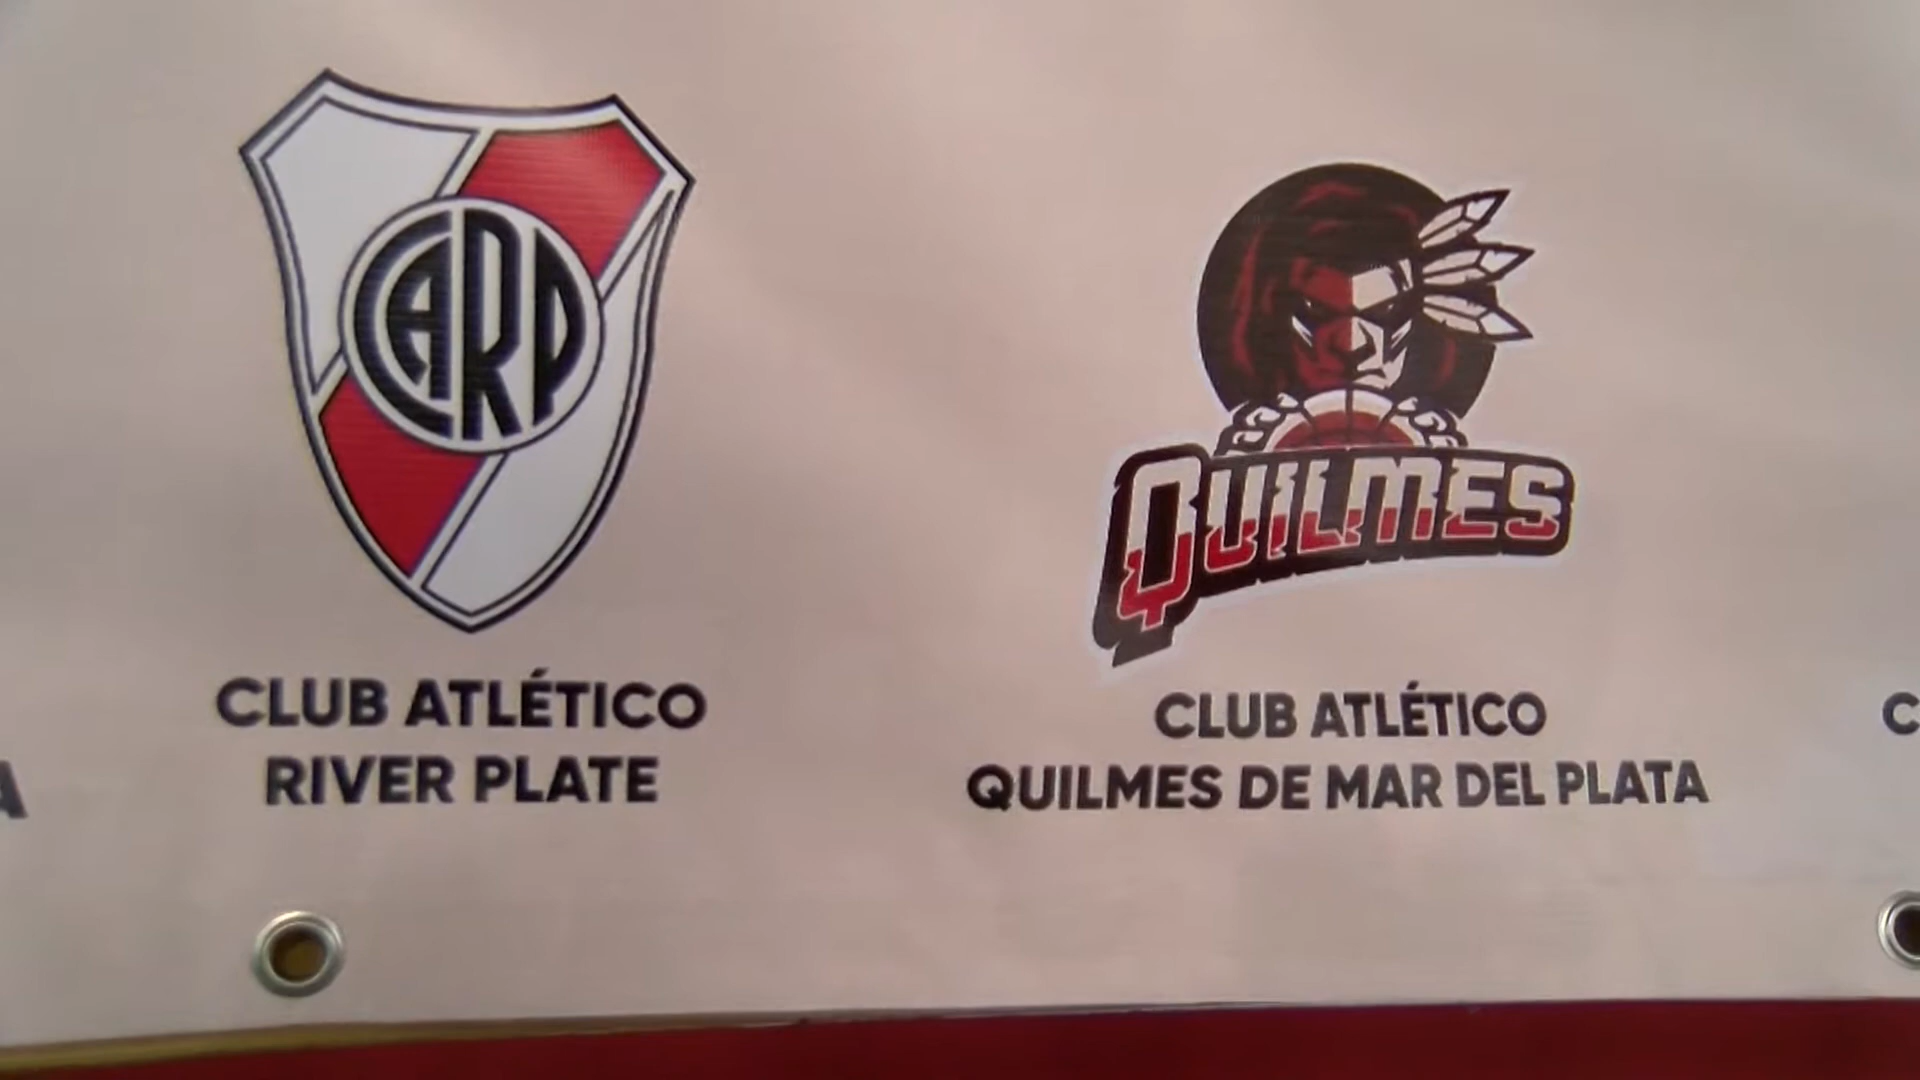 CARP
QUILMES
CLUB ATLÉTICO
RIVER PLATE
CLUB ATLÉTICO
QUILMES DE MAR DEL PLATA